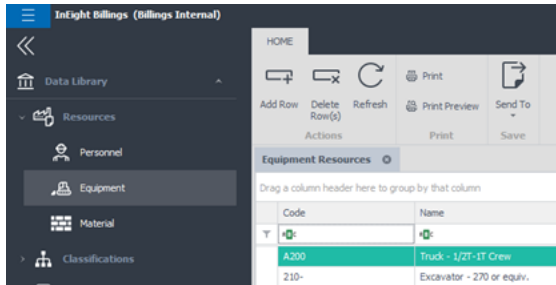 InEight Billings (Billings Internal)
HOME
Data Library
Resources
Personnel
Equipment
Material
Classifications
Add Row
Delete Row(s)
Refresh
Actions
Print
Print Preview
Print
Send To
Save
Equipment Resources
Drag a column header here to group by that column
Code Name
A200 Truck - 1/2T-1T Crew
210- Excavator - 270 or equiv.